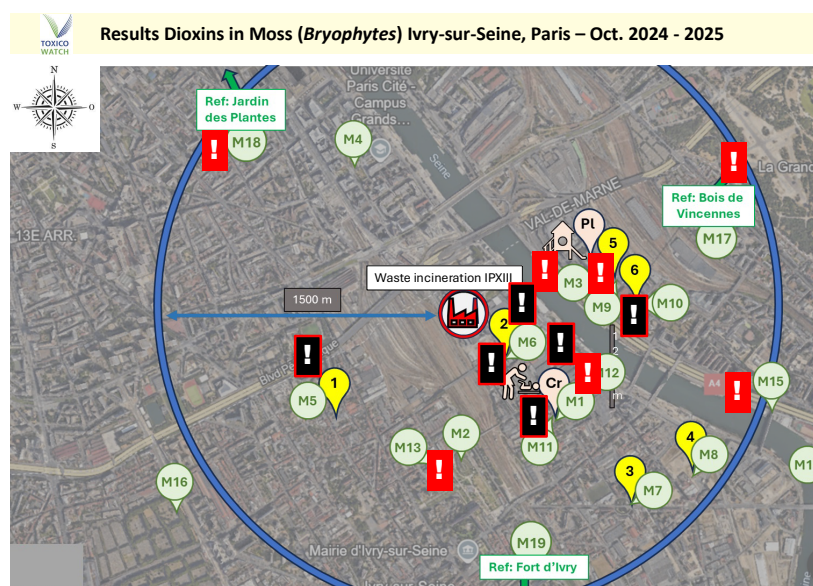 TOXICO
WATCH
Results Dioxins in Moss (Bryophytes) Ivry-sur-Seine, Paris – Oct. 2024 - 2025
N
W
O
S
Université
Paris Cité -
Campus
Grands...
Ref: Jardin
des Plantes
M18
!
M4
Seine
!
La Grand
VAL-DE-MARNE
Ref: Bois de
Vincennes
M17
13E ARR.
Pl
5
6
Waste incineration IPXIII
!
M3
!
M9
M10
1500 m
!
!
2
M6
!
!
!
1
M5
!
12
Cr
M1
A4
!
M15
!
M11
M13
M2
!
4
M8
3
M7
M16
M19
Mairie d'Ivry-sur-Seine
Ref: Fort d'Ivry